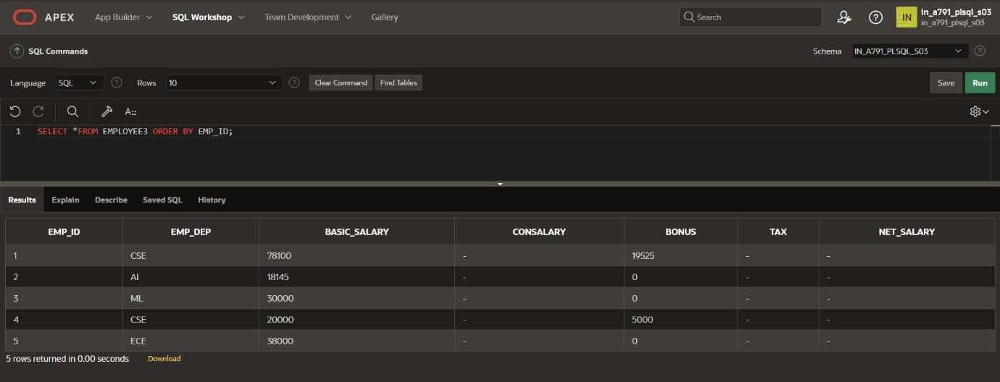 APEX App Builder SQL Workshop Team Development Gallery Search IN in_a791_plsql_s03
in_a791_plsql_s03
SQL Commands Schema IN_A791_PLSQL_S03
Language SQL Rows 10 Clear Command Find Tables Save Run
A::
1 SELECT *FROM EMPLOYEE3 ORDER BY EMP_ID;
Results Explain Describe Saved SQL History
EMP_ID EMP_DEP BASIC_SALARY CONSALARY BONUS TAX NET_SALARY
1 CSE 78100 - 19525 - -
2 AI 18145 - 0 - -
3 ML 30000 - 0 - -
4 CSE 20000 - 5000 - -
5 ECE 38000 - 0 - -
5 rows returned in 0.00 seconds Download